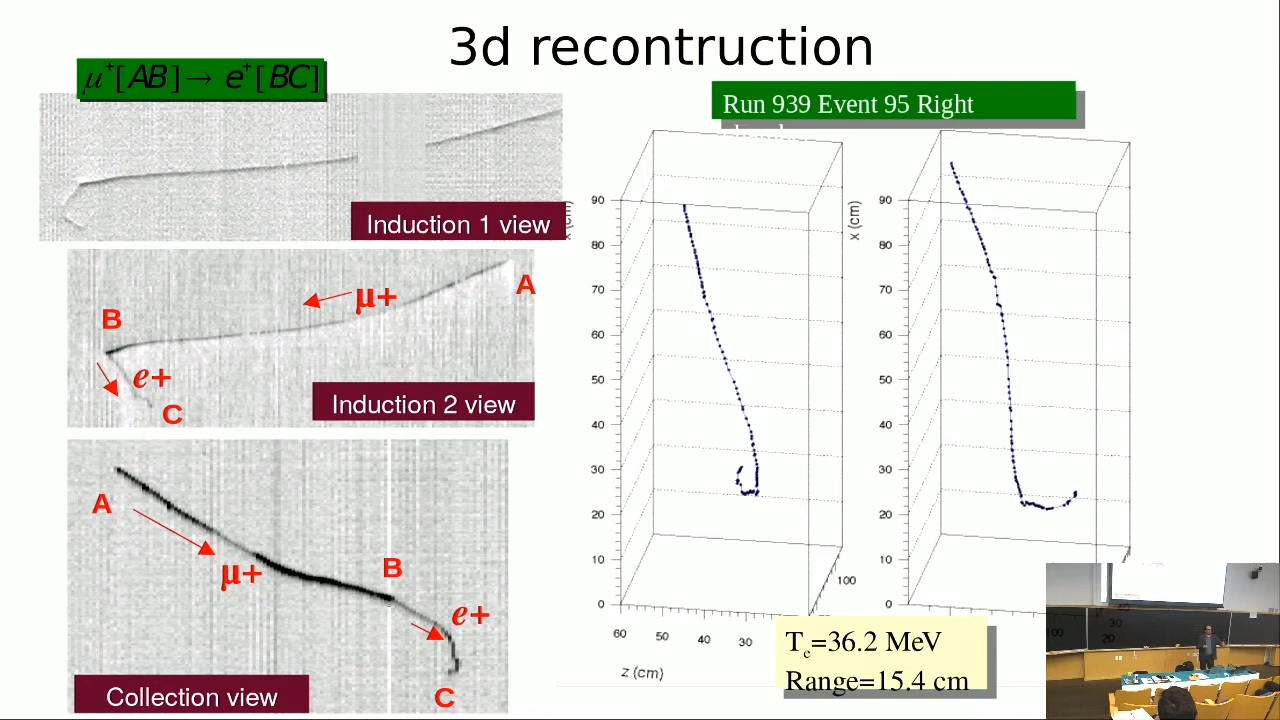 3d recontruction
μ⁺[AB]→ e⁺[BC]
Run 939 Event 95 Right
Induction 1 view
A
μ+
B
e+
C
Induction 2 view
A
μ+
B
e+
C
Collection view
x (cm)
90
80
70
60
50
40
30
20
10
0
60
50
40
30
100
z (cm)
x (cm)
90
80
70
60
50
40
30
20
10
0
Tₑ=36.2 MeV
Range=15.4 cm